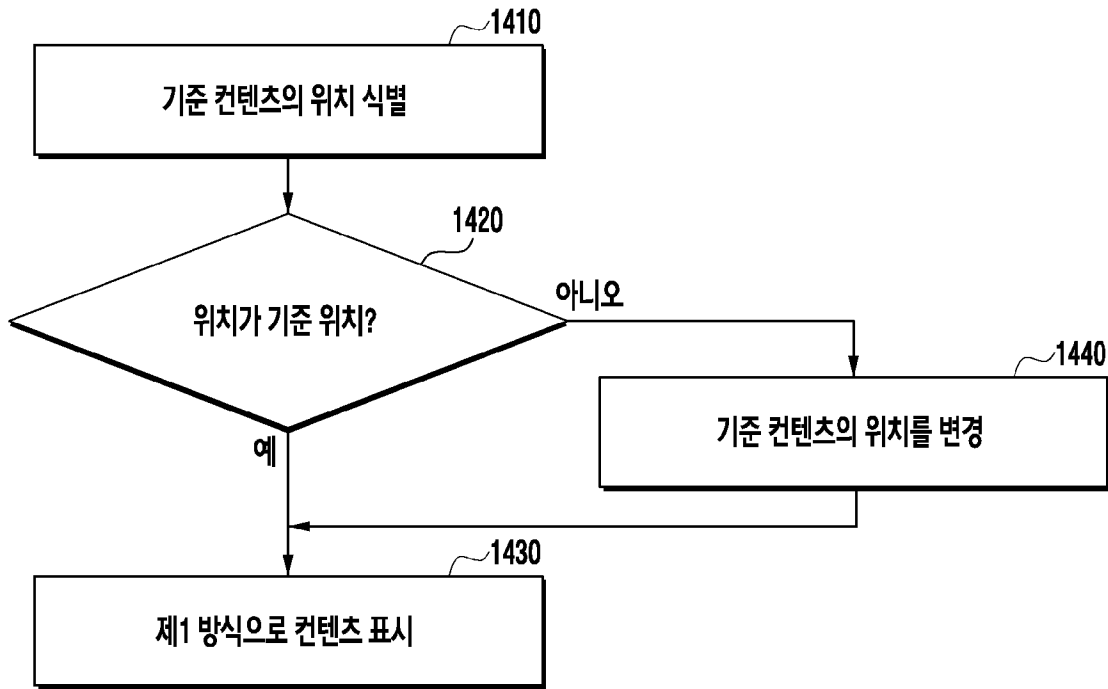 1410
기준 컨텐츠의 위치 식별
1420
위치가 기준 위치?
아니오
1440
기준 컨텐츠의 위치를 변경
예
1430
제1 방식으로 컨텐츠 표시